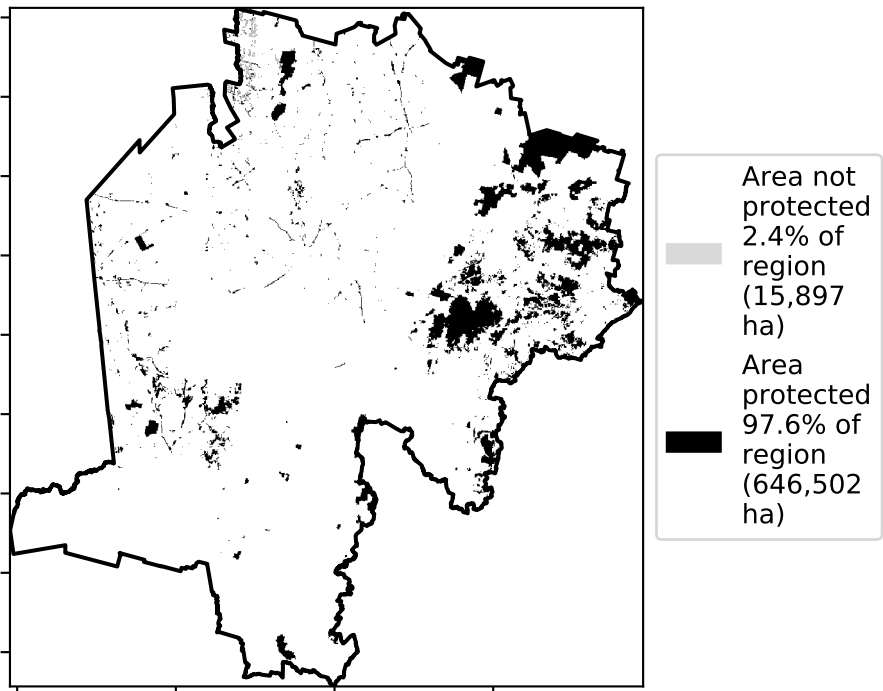 Area not
protected
2.4% of
region
(15,897
ha)
Area
protected
97.6% of
region
(646,502
ha)